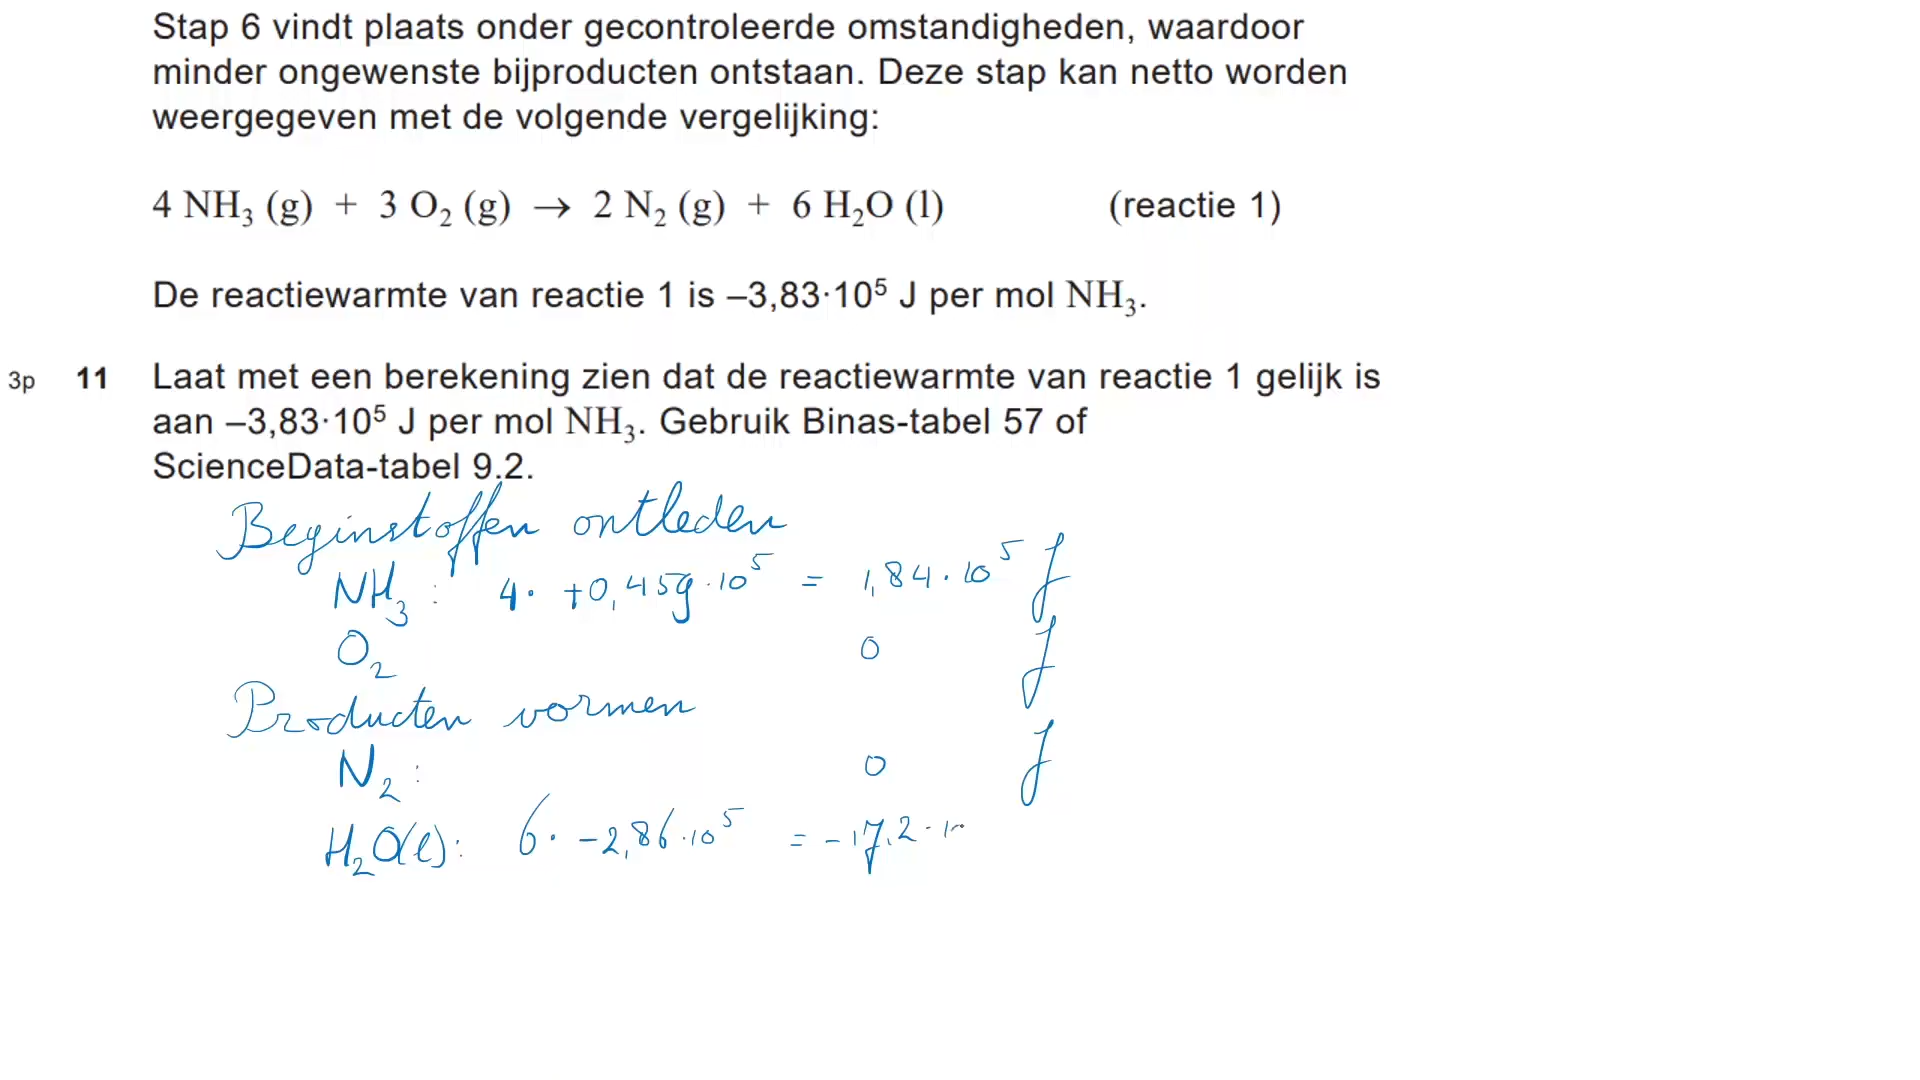 Stap 6 vindt plaats onder gecontroleerde omstandigheden, waardoor
minder ongewenste bijproducten ontstaan. Deze stap kan netto worden
weergegeven met de volgende vergelijking:
4 NH₃ (g) + 3 O₂ (g) → 2 N₂ (g) + 6 H₂O (l) (reactie 1)
De reactiewarmte van reactie 1 is –3,83·10⁵ J per mol NH₃.
3p 11 Laat met een berekening zien dat de reactiewarmte van reactie 1 gelijk is
aan –3,83·10⁵ J per mol NH₃. Gebruik Binas-tabel 57 of
ScienceData-tabel 9.2.
Beginstoffen ontleden
NH₃ : 4 · +0,459·10⁵ = 1,84·10⁵ J
O₂ 0 J
Producten vormen
N₂ : 0 J
H₂O(l): 6 · -2,86·10⁵ = -17,2 · 1